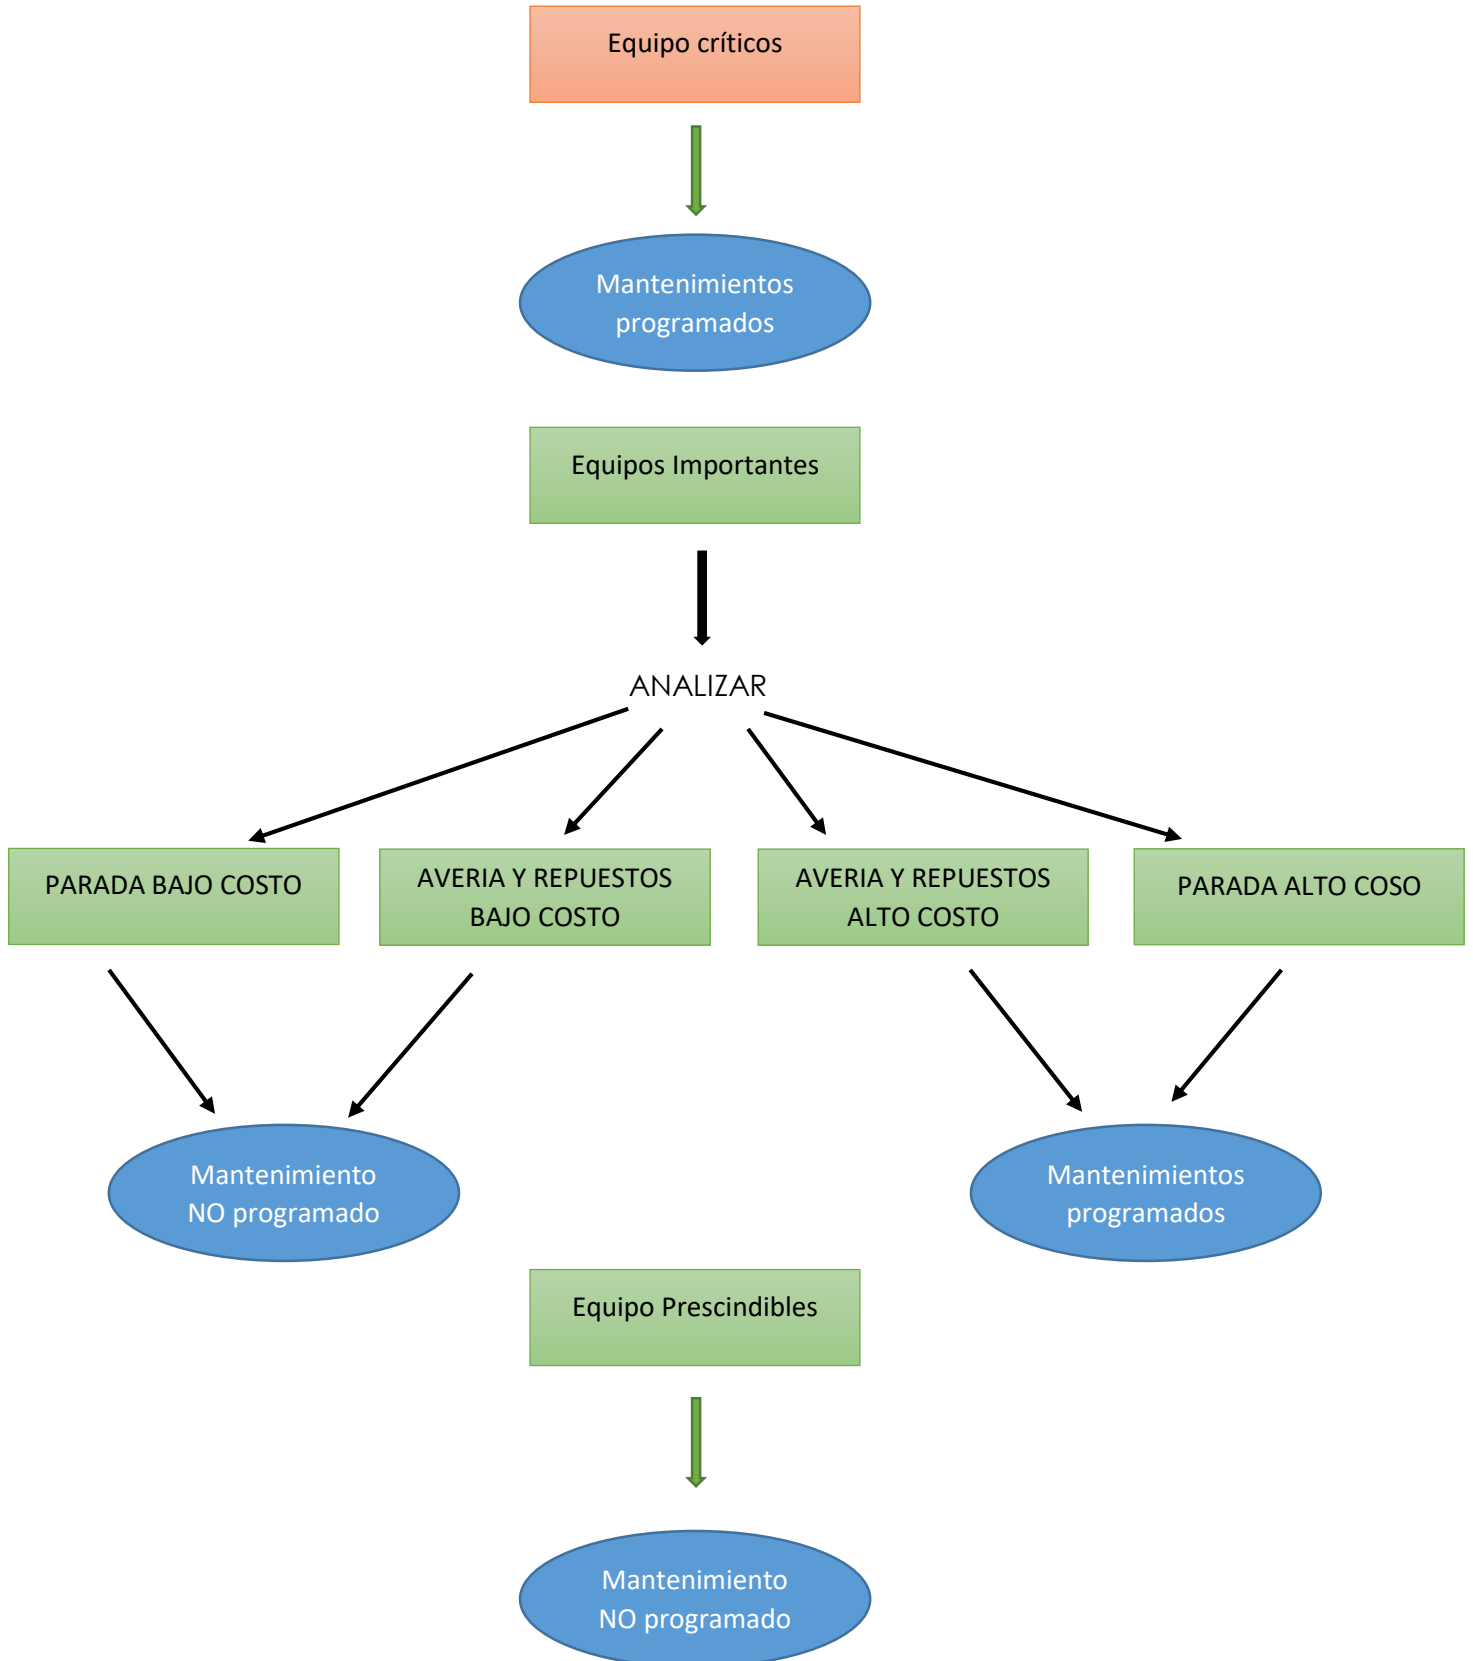 Equipo críticos
Mantenimientos
programados
Equipos Importantes
ANALIZAR
PARADA BAJO COSTO
AVERIA Y REPUESTOS
BAJO COSTO
AVERIA Y REPUESTOS
ALTO COSTO
PARADA ALTO COSO
Mantenimiento
NO programado
Mantenimientos
programados
Equipo Prescindibles
Mantenimiento
NO programado